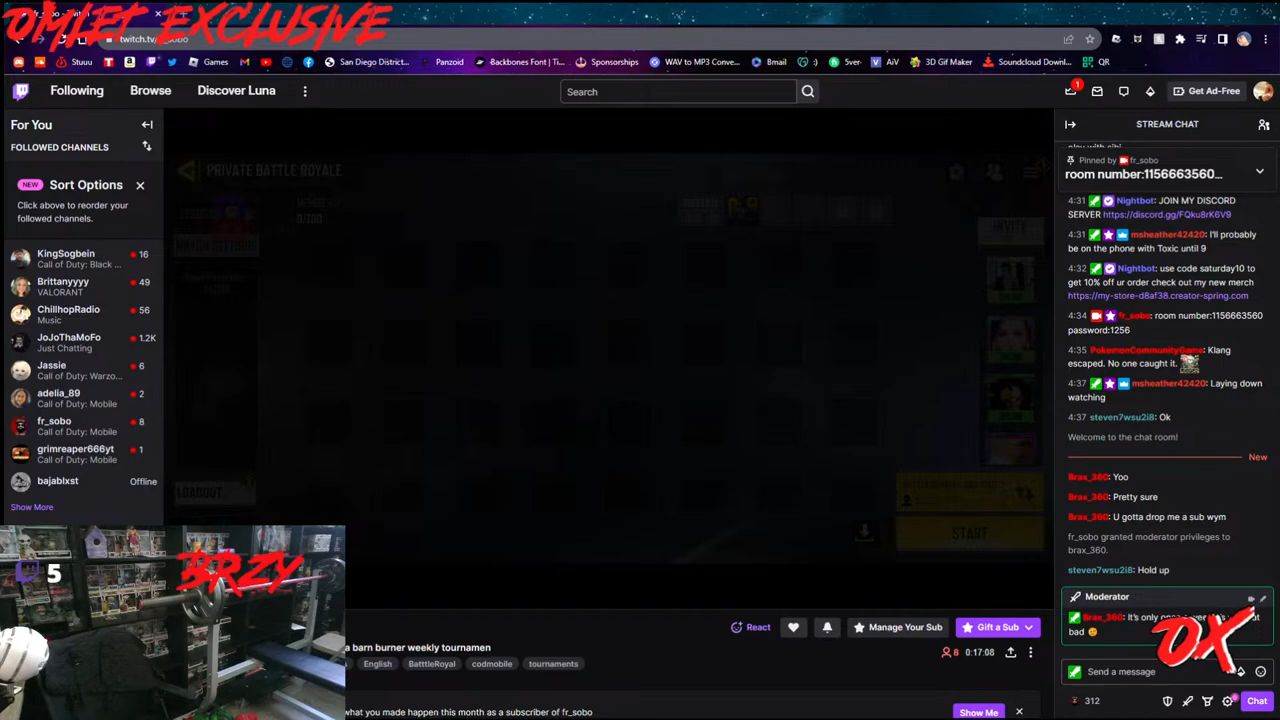 OMLET EXCLUSIVE
Stuuu
Games
San Diego District...
Panzoid
Backbones Font | Ti...
Sponsorships
WAV to MP3 Conve...
Bmail
:)
5ver-
AiV
3D Gif Maker
Soundcloud Downl...
QR
Following
Browse
Discover Luna
Search
1
Get Ad-Free
For You
FOLLOWED CHANNELS
NEW
Sort Options
Click above to reorder your
followed channels.
KingSogbein
16
Call of Duty: Black ...
Brittanyyyy
49
VALORANT
ChillhopRadio
56
Music
JoJoThaMoFo
1.2K
Just Chatting
Jassie
6
Call of Duty: Warzo...
adelia_89
2
Call of Duty: Mobile
fr_sobo
8
Call of Duty: Mobile
grimreaper666yt
1
Call of Duty: Mobile
bajablxst
Offline
Show More
PRIVATE BATTLE ROYALE
INVITE
LOADOUT
START
STREAM CHAT
Pinned by fr_sobo
room number:1156663560...
4:31 Nightbot: JOIN MY DISCORD
SERVER https://discord.gg/FQku8rK6V9
4:31 msheather42420: I'll probably
be on the phone with Toxic until 9
4:32 Nightbot: use code saturday10 to
get 10% off ur order check out my new merch
https://my-store-d8af38.creator-spring.com
4:34 fr_sobo: room number:1156663560
password:1256
4:35 PokemonCommunityGame: Klang
escaped. No one caught it.
4:37 msheather42420: Laying down
watching
4:37 steven7wsu2i8: Ok
Welcome to the chat room!
New
Brax_360: Yoo
Brax_360: Pretty sure
Brax_360: U gotta drop me a sub wym
fr_sobo granted moderator privileges to
brax_360.
steven7wsu2i8: Hold up
Moderator
Brax_360: It's only
bad
OX
Send a message
312
Chat
5
BRZY
React
Manage Your Sub
Gift a Sub
a barn burner weekly tournamen
English
BatttleRoyal
codmobile
tournaments
8
0:17:08
what you made happen this month as a subscriber of fr_sobo
Show Me